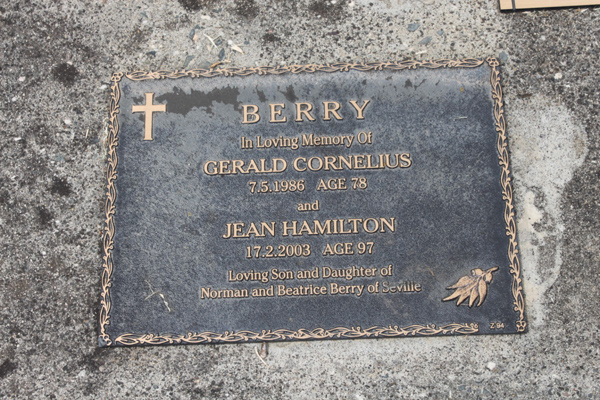 BERRY
In Loving Memory Of
GERALD CORNELIUS
7.5.1986 AGE 78
and
JEAN HAMILTON
17.2.2003 AGE 97
Loving Son and Daughter of
Norman and Beatrice Berry of Seville
Z 94